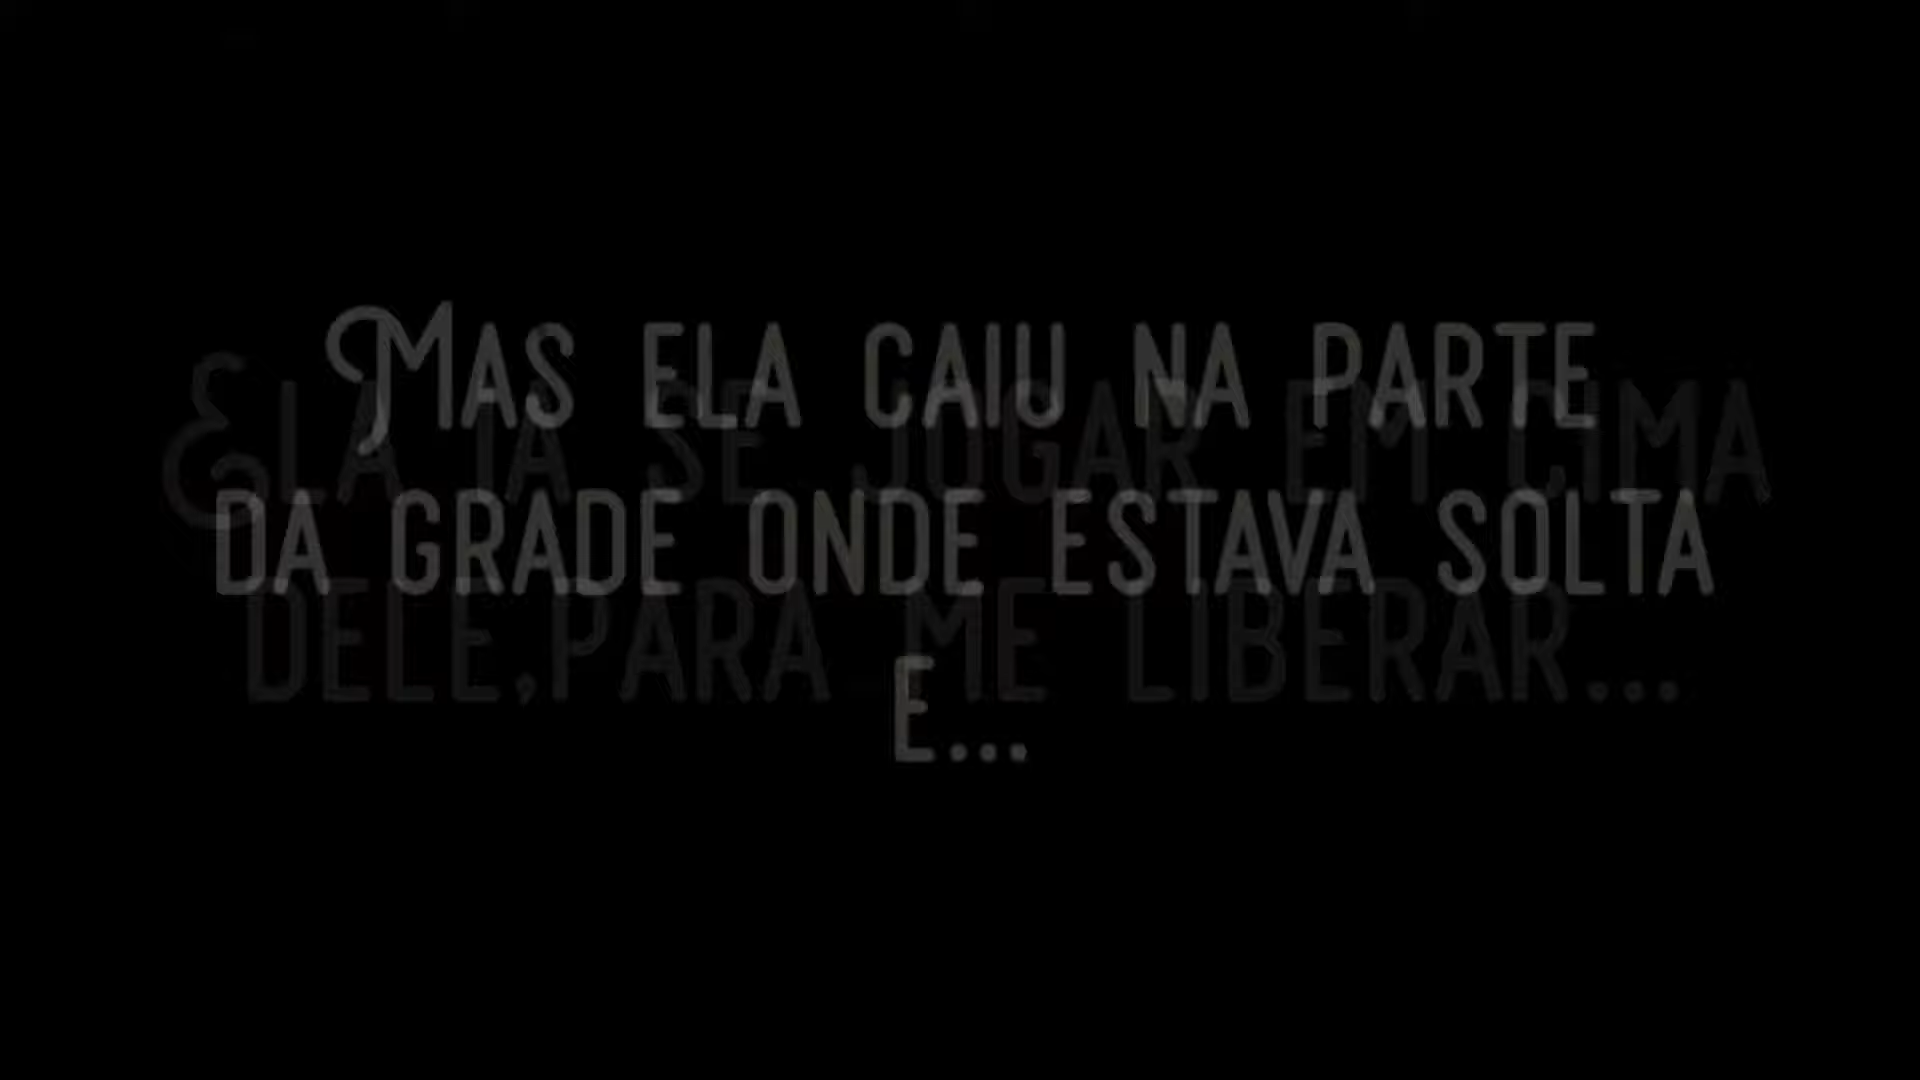 Mas ela caiu na parte
da grade onde estava solta
e...
Ela ia se jogar em cima
dele,para me liberar...